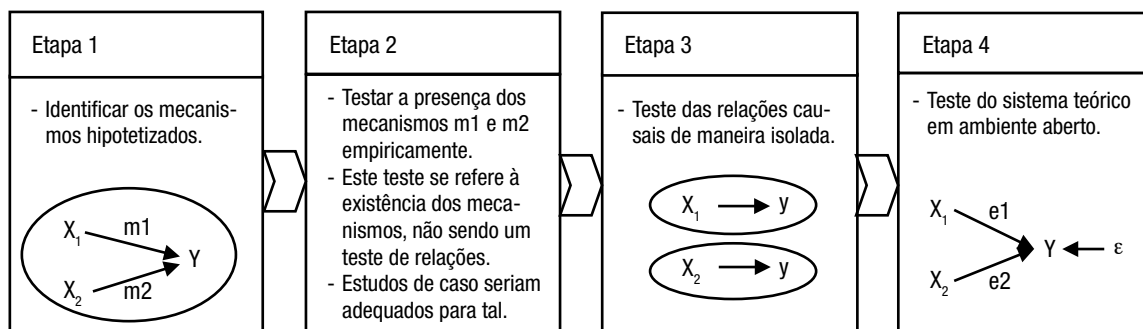 Etapa 1
- Identificar os mecanis-
mos hipotetizados.
X1 m1
Y
X2 m2
Etapa 2
- Testar a presença dos
mecanismos m1 e m2
empiricamente.
- Este teste se refere à
existência dos meca-
nismos, não sendo um
teste de relações.
- Estudos de caso seriam
adequados para tal.
Etapa 3
- Teste das relações cau-
sais de maneira isolada.
X1 y
X2 y
Etapa 4
- Teste do sistema teórico
em ambiente aberto.
X1 e1
Y ε
X2 e2